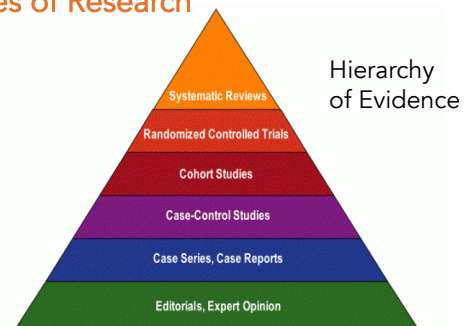 of Research
Hierarchy
of Evidence
Systematic Reviews
Randomized Controlled Trials
Cohort Studies
Case-Control Studies
Case Series, Case Reports
Editorials, Expert Opinion